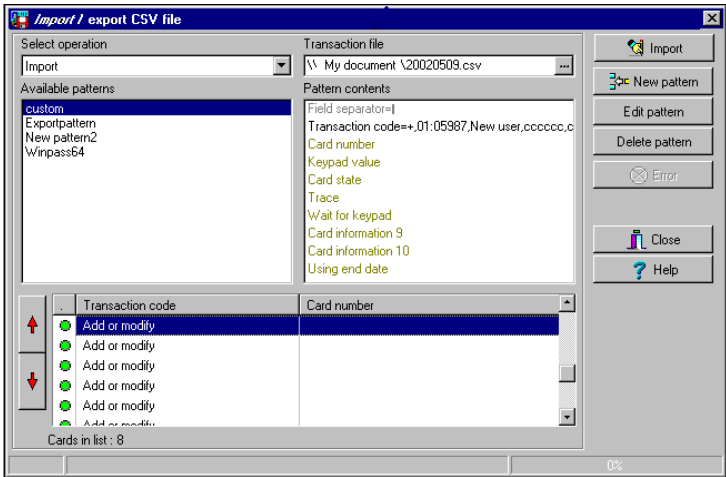 Import / export CSV file
Select operation
Import
Transaction file
\\ My document \20020509.csv
...
Available patterns
custom
Exportpattern
New pattern2
Winpass64
Pattern contents
Field separator=|
Transaction code=+,01:05987,New user,cccccc,c
Card number
Keypad value
Card state
Trace
Wait for keypad
Card information 9
Card information 10
Using end date
Import
New pattern
Edit pattern
Delete pattern
Error
Close
? Help
. Transaction code Card number
Add or modify
Add or modify
Add or modify
Add or modify
Add or modify
Add or modify
Cards in list : 8
0%